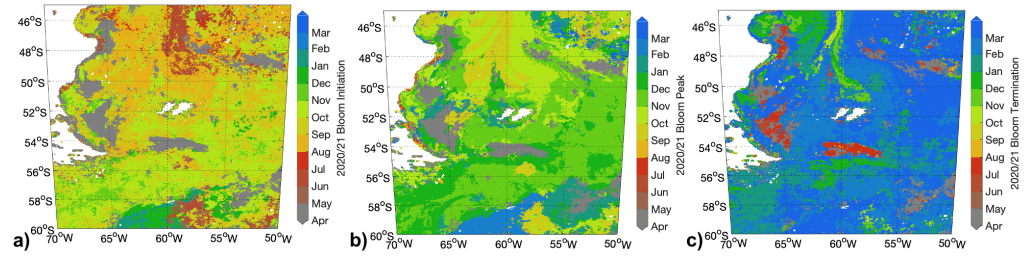 46°S
48°S
50°S
52°S
54°S
56°S
58°S
60°S
70°W
65°W
60°W
55°W
50°W
a)
Mar
Feb
Jan
Dec
Nov
Oct
Sep
Aug
Jul
Jun
May
Apr
2020/21 Bloom Initiation
46°S
48°S
50°S
52°S
54°S
56°S
58°S
60°S
70°W
65°W
60°W
55°W
50°W
b)
Mar
Feb
Jan
Dec
Nov
Oct
Sep
Aug
Jul
Jun
May
Apr
2020/21 Bloom Peak
46°S
48°S
50°S
52°S
54°S
56°S
58°S
60°S
70°W
65°W
60°W
55°W
50°W
c)
Mar
Feb
Jan
Dec
Nov
Oct
Sep
Aug
Jul
Jun
May
Apr
2020/21 Bloom Termination